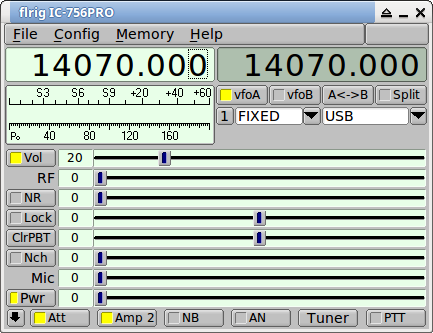 flrig IC-756PRO
File Config Memory Help
14070.000 14070.000
S3 S6 S9 +20 +40 +60
Po 40 80 120 160
vfoA vfoB A<->B Split
1 FIXED USB
Vol 20
RF 0
NR 0
Lock 0
ClrPBT 0
Nch 0
Mic 0
Pwr 0
Att Amp 2 NB AN Tuner PTT